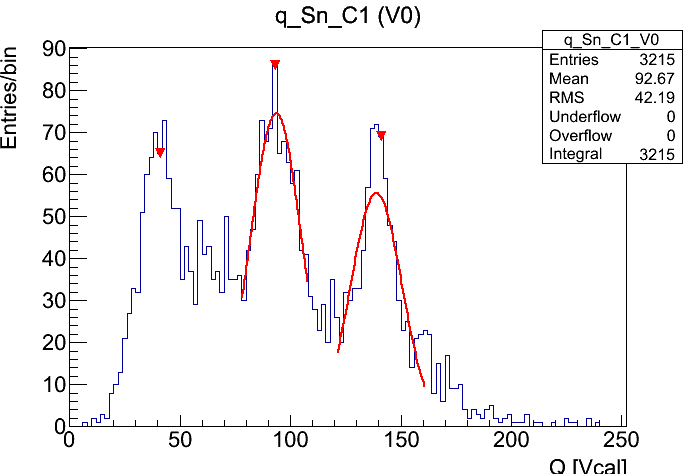 q_Sn_C1 (V0)
q_Sn_C1_V0
Entries 3215
Mean 92.67
RMS 42.19
Underflow 0
Overflow 0
Integral 3215
Entries/bin
90
80
70
60
50
40
30
20
10
0
0 50 100 150 200 250
Q [Vcal]